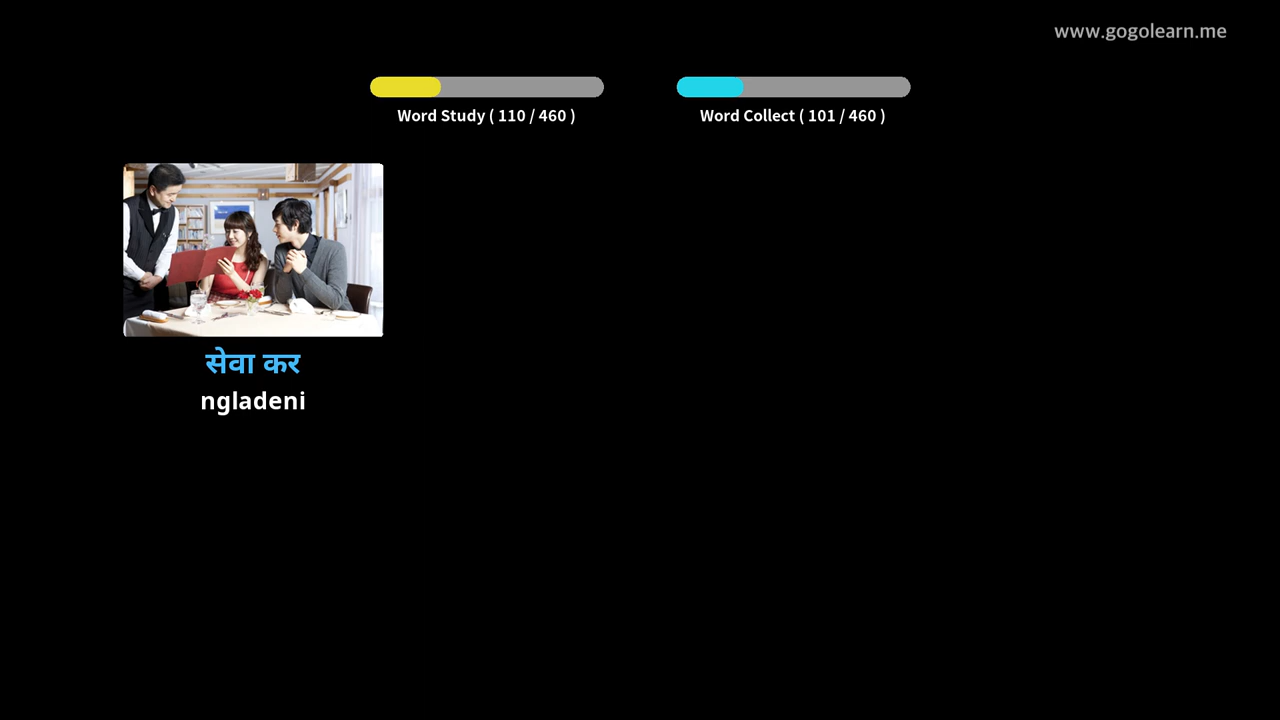 www.gogolearn.me
Word Study ( 110 / 460 )
Word Collect ( 101 / 460 )
सेवा कर
ngladeni